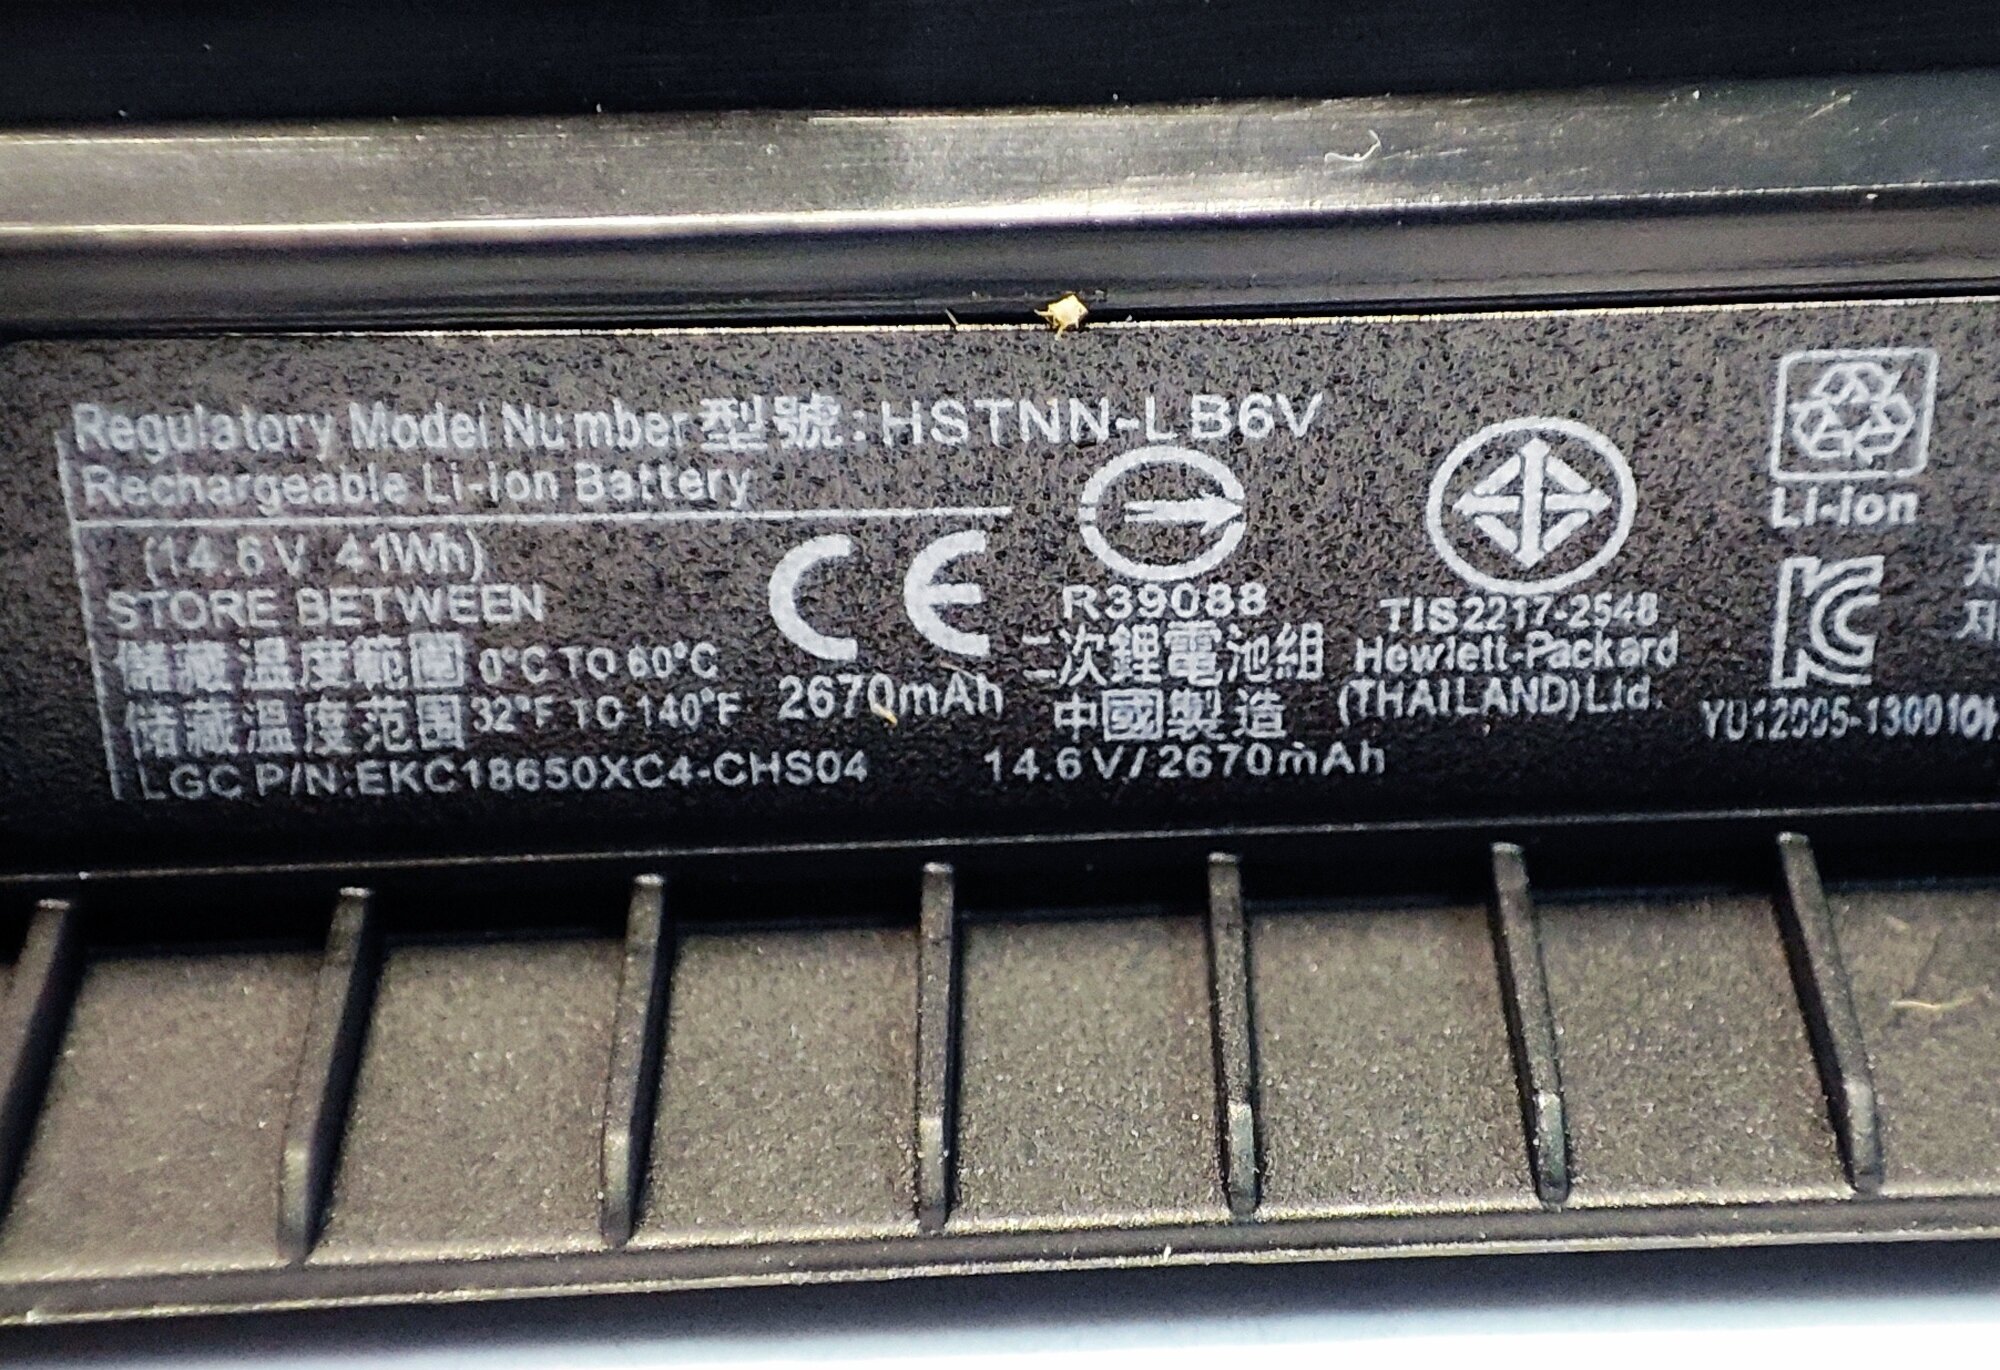 Regulatory Model Number 型號:HSTNN-LB6V
Rechargeable Li-ion Battery
(14.6V 41Wh)
STORE BETWEEN
儲藏溫度範圍 0°C TO 60°C
储藏温度范围 32°F TO 140°F
LGC P/N:EKC18650XC4-CHS04
CE
2670mAh
R39088
二次鋰電池組
中國製造
14.6V/2670mAh
TIS2217-2548
Hewlett-Packard
(THAILAND)Ltd.
Li-ion
YU12005-13001